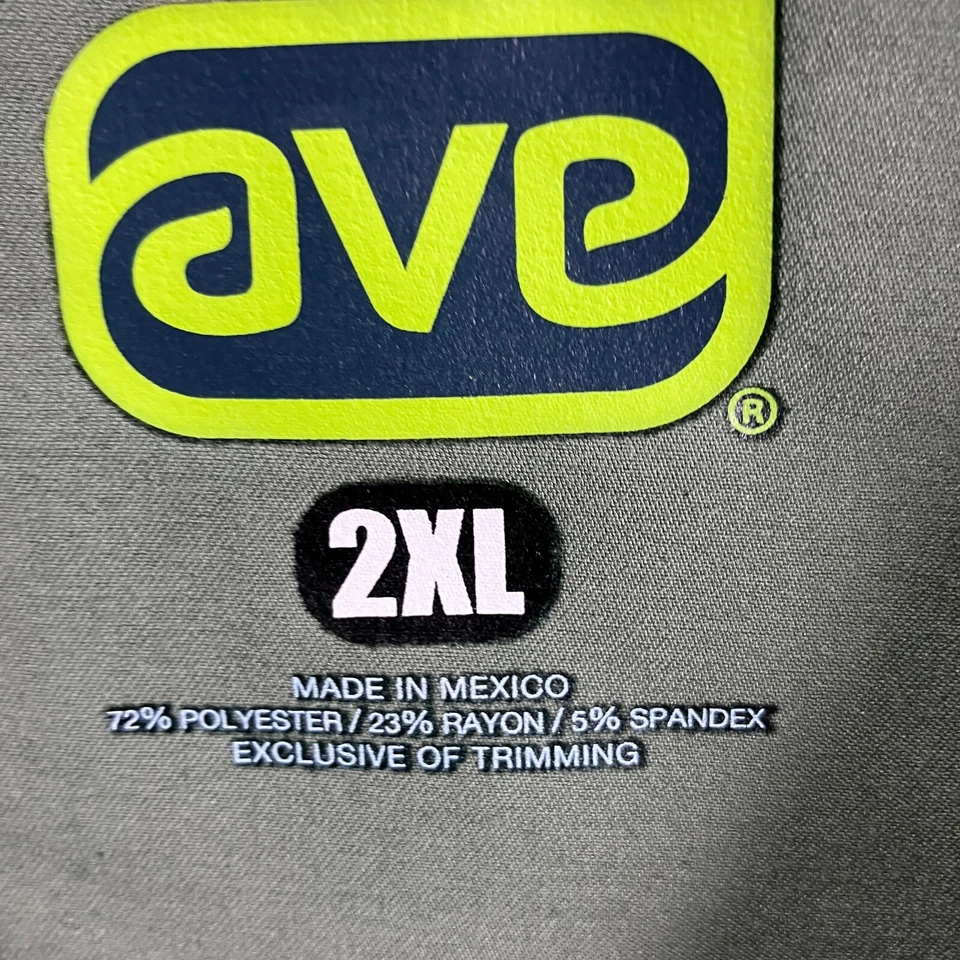 ave
®
2XL
MADE IN MEXICO
72% POLYESTER / 23% RAYON / 5% SPANDEX
EXCLUSIVE OF TRIMMING